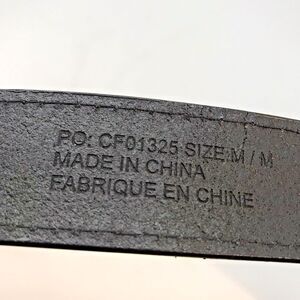 PO: CF01325 SIZE:M / M
MADE IN CHINA
FABRIQUE EN CHINE